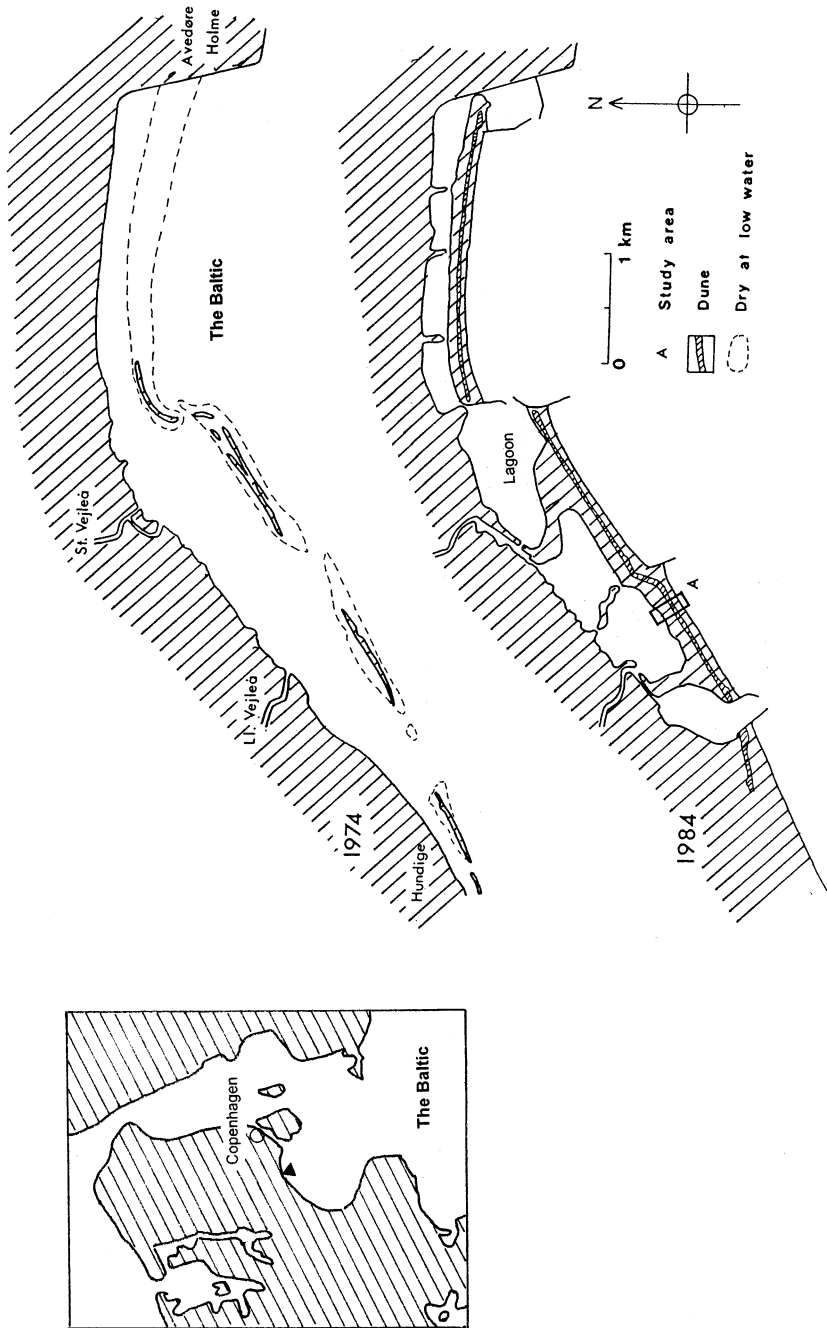 Copenhagen
The Baltic
1974
Hundige
Ll. Vejleå
St. Vejleå
The Baltic
Avedøre
Holme
1984
Lagoon
A
N
0 1 km
A Study area
Dune
Dry at low water